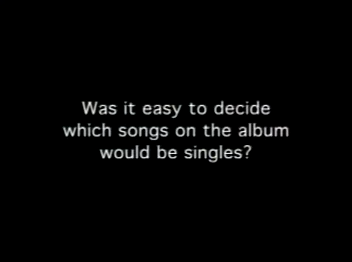 Was it easy to decide
which songs on the album
would be singles?